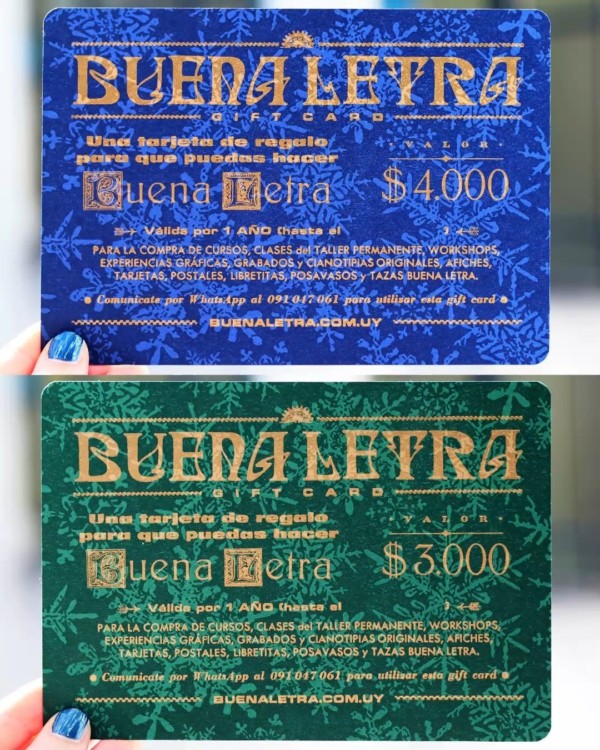 BUENA LETRA
GIFT CARD
Una tarjeta de regalo
para que puedas hacer
Buena Letra
· VALOR ·
$4.000
Válida por 1 AÑO (hasta el )
PARA LA COMPRA DE CURSOS, CLASES del TALLER PERMANENTE, WORKSHOPS,
EXPERIENCIAS GRÁFICAS, GRABADOS y CIANOTIPIAS ORIGINALES, AFICHES,
TARJETAS, POSTALES, LIBRETITAS, POSAVASOS y TAZAS BUENA LETRA.
Comunicate por WhatsApp al 091 047 061 para utilizar esta gift card
BUENALETRA.COM.UY
BUENA LETRA
GIFT CARD
Una tarjeta de regalo
para que puedas hacer
Buena Letra
· VALOR ·
$3.000
Válida por 1 AÑO (hasta el )
PARA LA COMPRA DE CURSOS, CLASES del TALLER PERMANENTE, WORKSHOPS,
EXPERIENCIAS GRÁFICAS, GRABADOS y CIANOTIPIAS ORIGINALES, AFICHES,
TARJETAS, POSTALES, LIBRETITAS, POSAVASOS y TAZAS BUENA LETRA.
Comunicate por WhatsApp al 091 047 061 para utilizar esta gift card
BUENALETRA.COM.UY